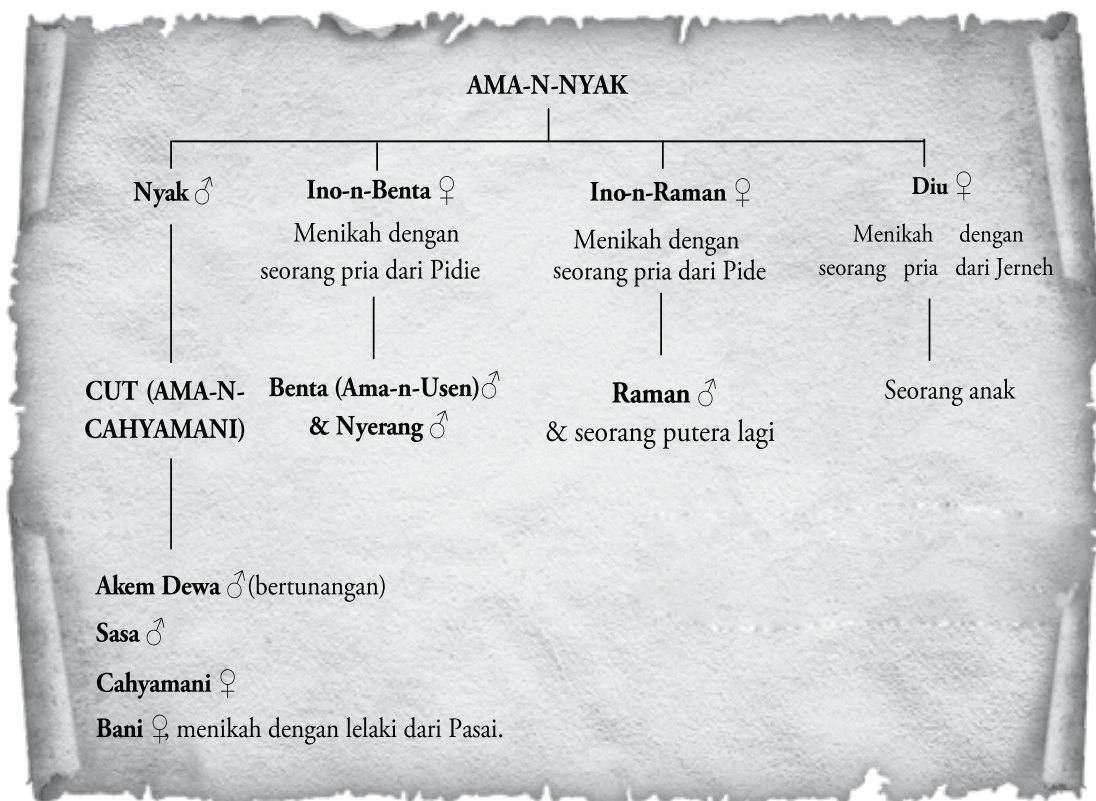 AMA-N-NYAK
Nyak ♂
Ino-n-Benta ♀
Menikah dengan
seorang pria dari Pidie
Ino-n-Raman ♀
Menikah dengan
seorang pria dari Pide
Diu ♀
Menikah dengan
seorang pria dari Jerneh
CUT (AMA-N-
CAHYAMANI)
Benta (Ama-n-Usen)♂
& Nyerang ♂
Raman ♂
& seorang putera lagi
Seorang anak
Akem Dewa ♂(bertunangan)
Sasa ♂
Cahyamani ♀
Bani ♀, menikah dengan lelaki dari Pasai.